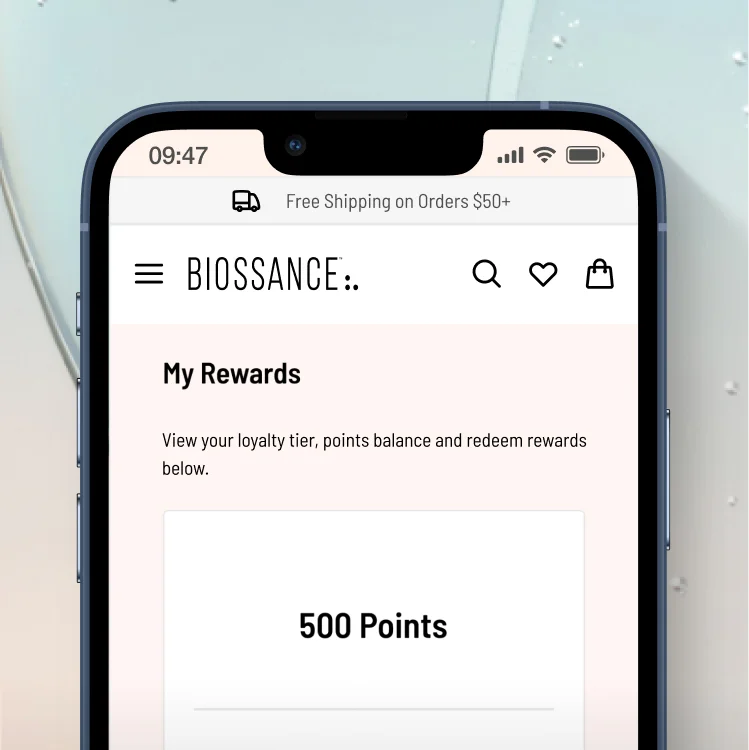 09:47
Free Shipping on Orders $50+
BIOSSANCE™:.
My Rewards
View your loyalty tier, points balance and redeem rewards
below.
500 Points